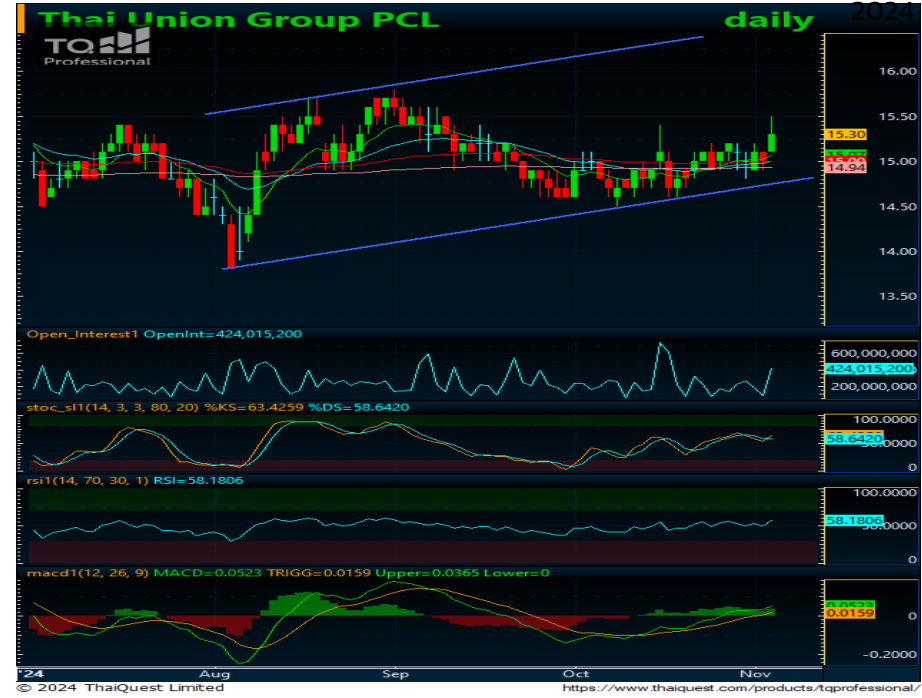 2024
Thai Union Group PCL daily
TQ
Professional
16.00
15.50
15.30
15.00
14.94
14.50
14.00
13.50
Open_Interest1 OpenInt=424,015,200
600,000,000
424,015,200
200,000,000
stoc_sl1(14, 3, 3, 80, 20) %KS=63.4259 %DS=58.6420
100.0000
58.6420
0
rsi1(14, 70, 30, 1) RSI=58.1806
100.0000
58.1806
0
macd1(12, 26, 9) MACD=0.0523 TRIGG=0.0159 Upper=0.0365 Lower=0
0.0523
0.0159
0
-0.2000
'24 Aug Sep Oct Nov
© 2024 ThaiQuest Limited https://www.thaiquest.com/products/tqprofessional/